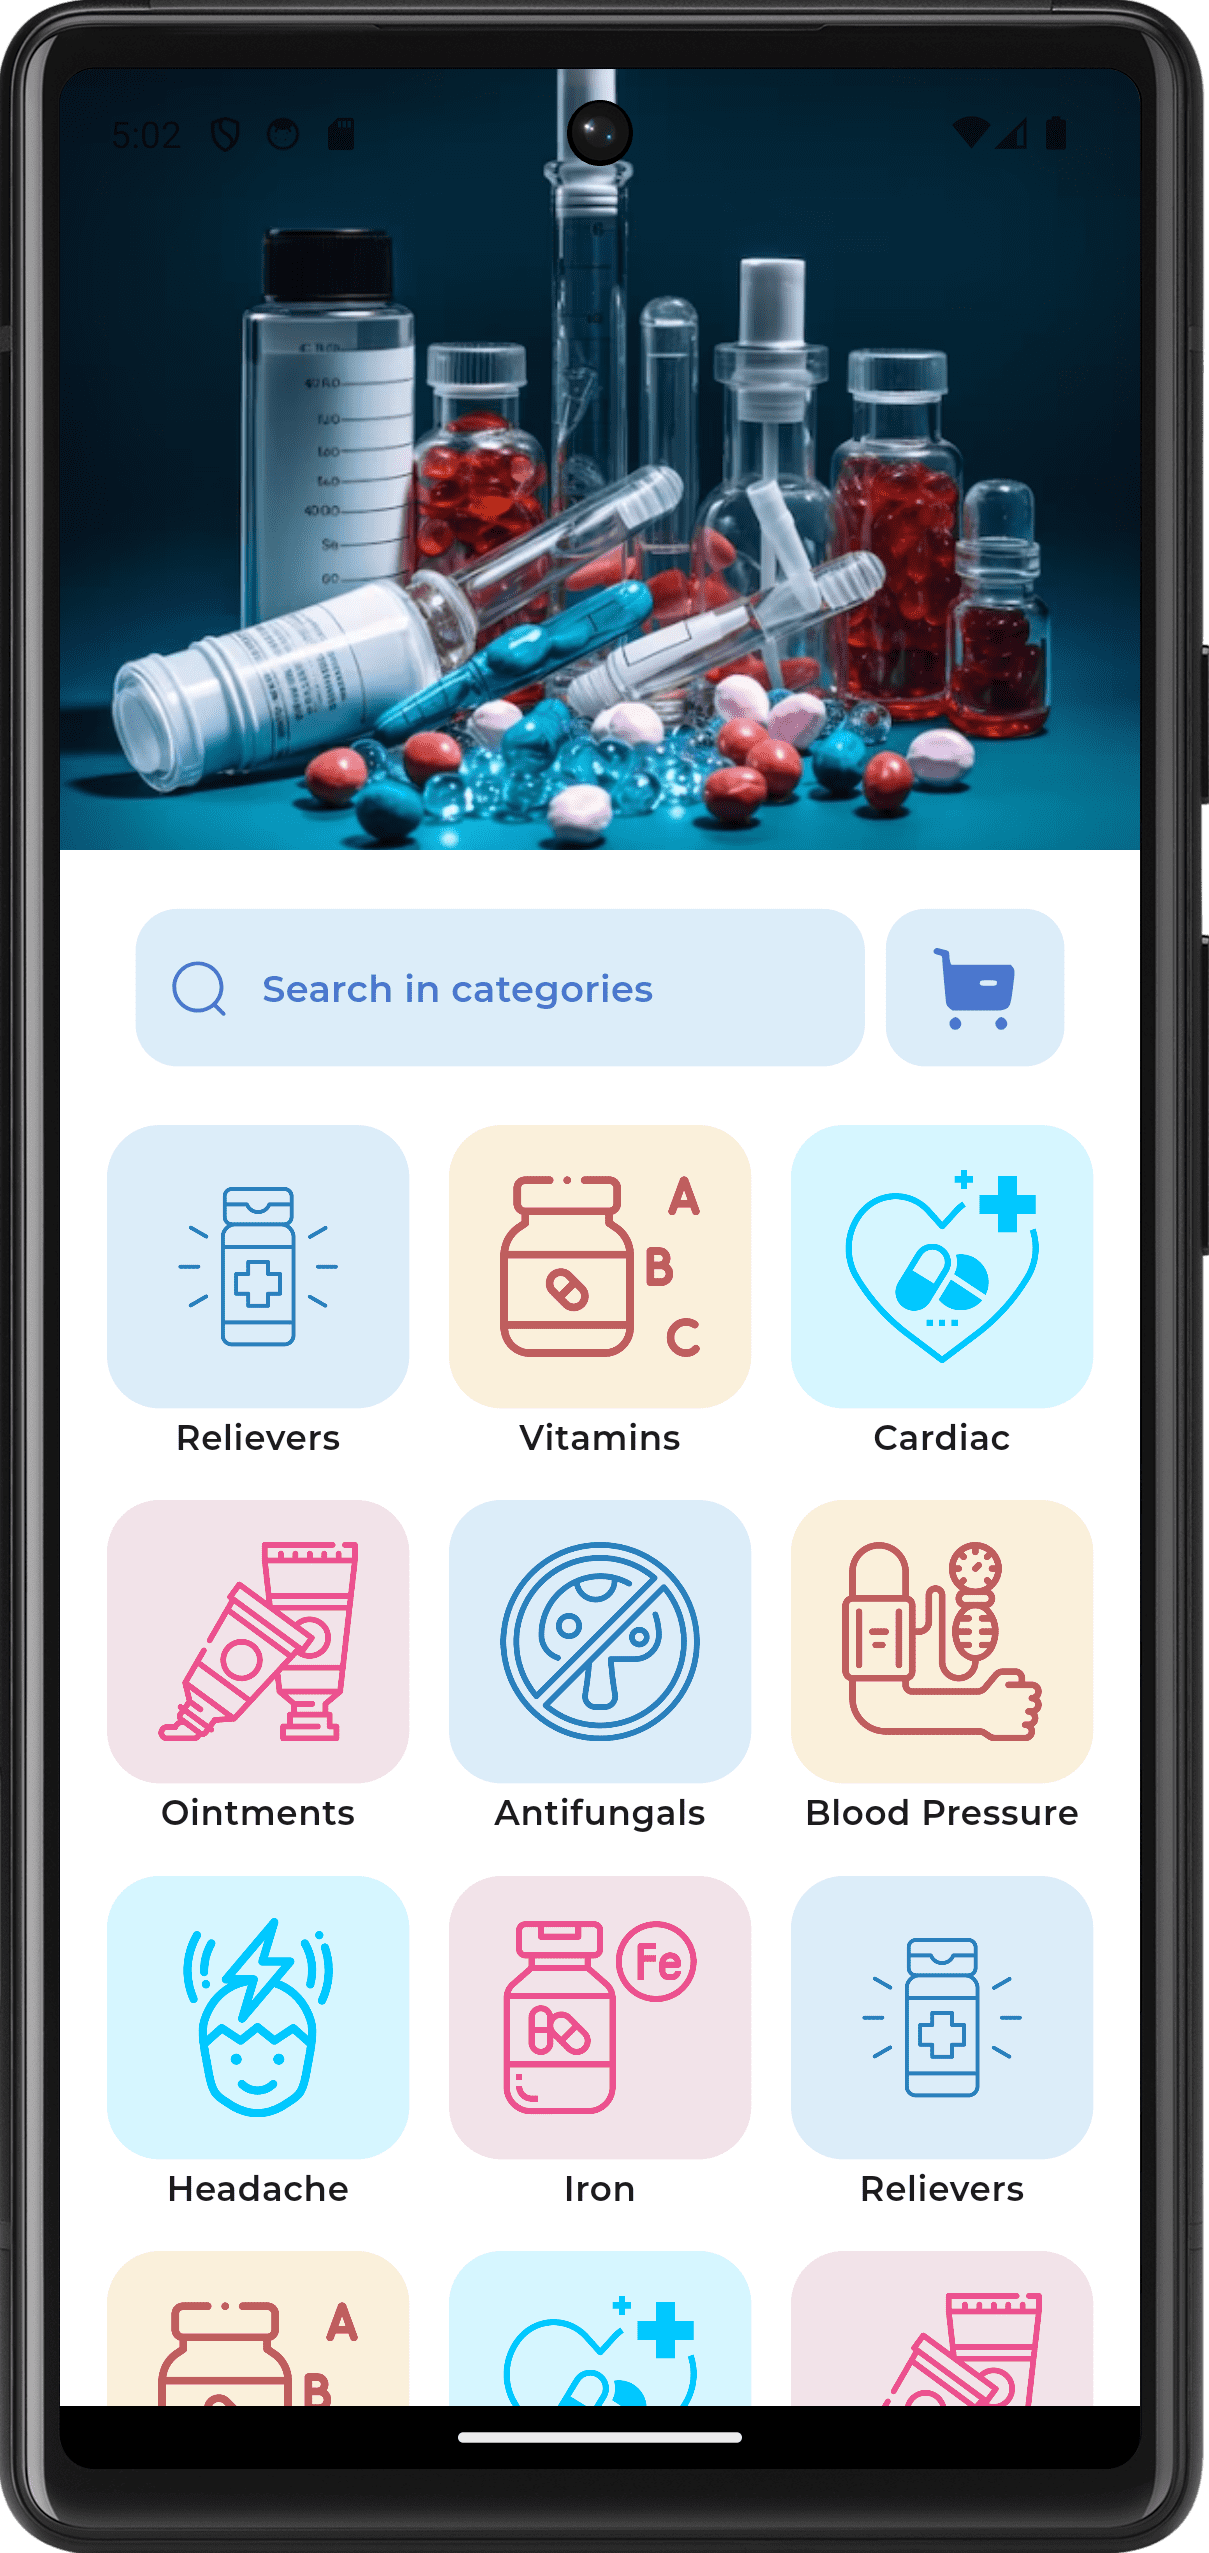 5:02
Search in categories
A
B
C
Relievers
Vitamins
Cardiac
Ointments
Antifungals
Blood Pressure
Fe
Headache
Iron
Relievers
A
B